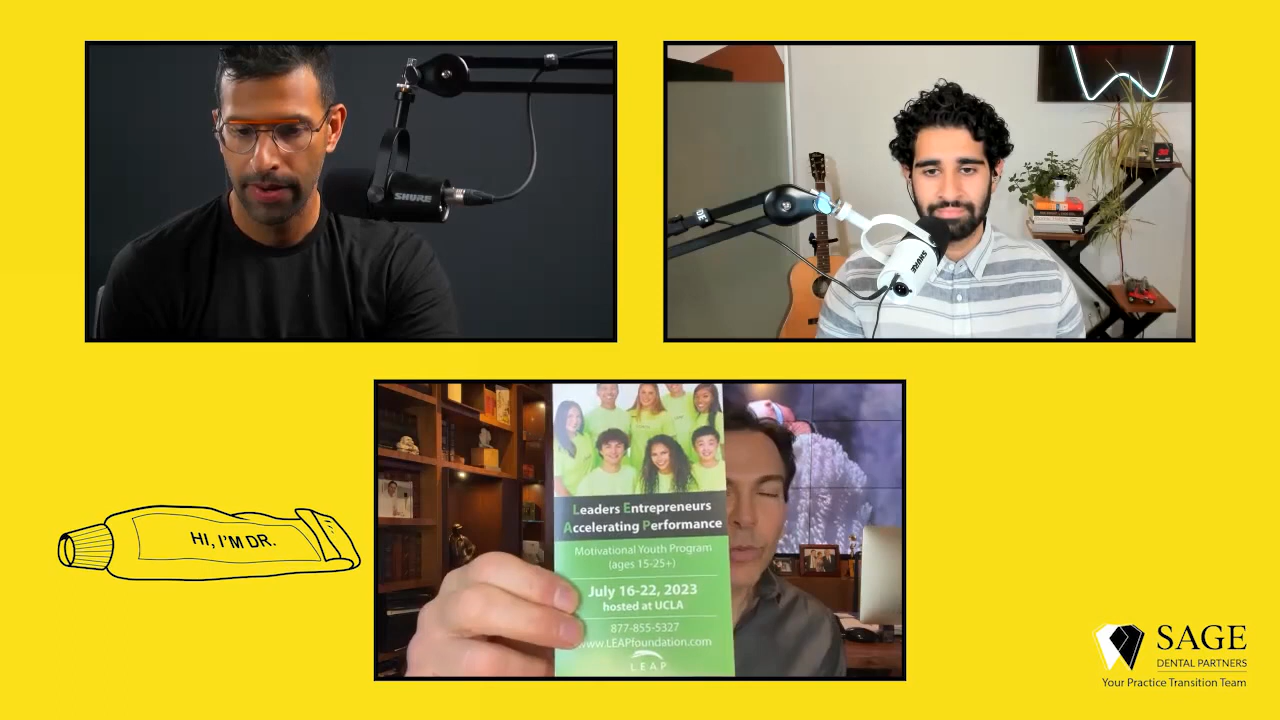 SHURE
SHURE
Leaders Entrepreneurs
Accelerating Performance
Motivational Youth Program
(ages 15-25+)
July 16-22, 2023
hosted at UCLA
877-855-5327
www.LEAPfoundation.com
LEAP
HI, I'M DR.
SAGE
DENTAL PARTNERS
Your Practice Transition Team